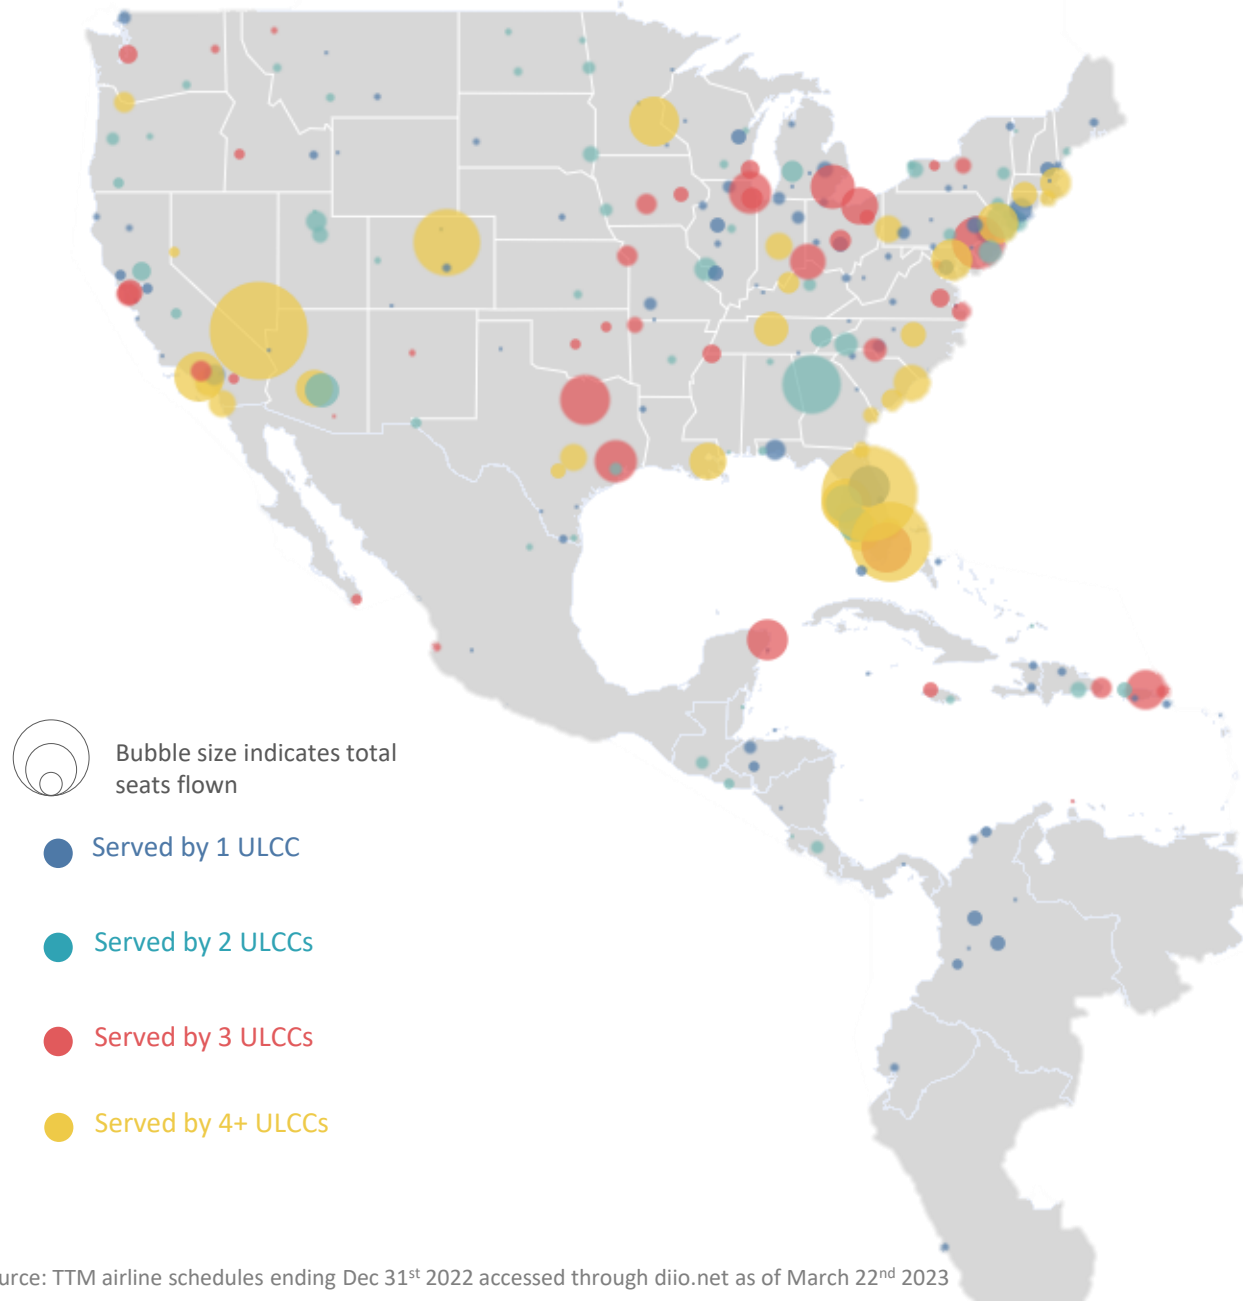 Bubble size indicates total
seats flown
Served by 1 ULCC
Served by 2 ULCCs
Served by 3 ULCCs
Served by 4+ ULCCs
urce: TTM airline schedules ending Dec 31st 2022 accessed through diio.net as of March 22nd 2023